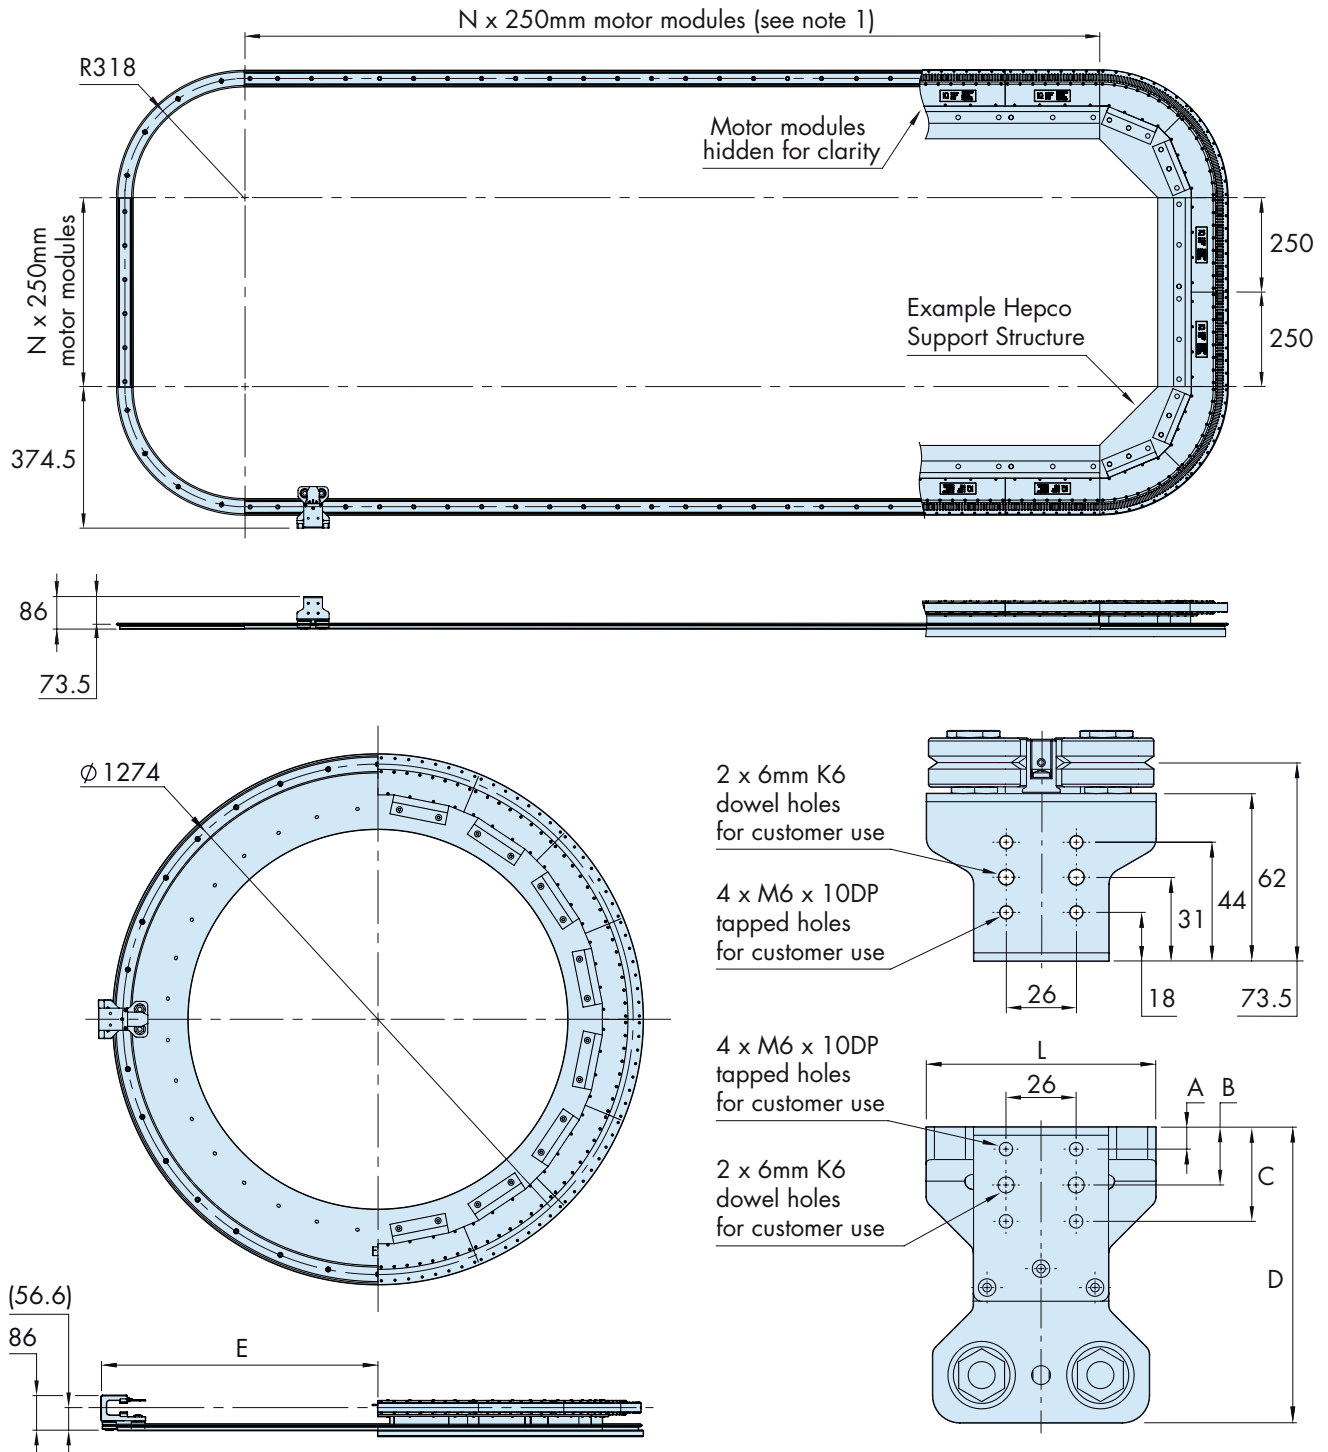 N x 250mm motor modules (see note 1)
R318
Motor modules
hidden for clarity
N x 250mm
motor modules
250
250
Example Hepco
Support Structure
374.5
86
73.5
Ø 1274
2 x 6mm K6
dowel holes
for customer use
4 x M6 x 10DP
tapped holes
for customer use
62
44
31
18
73.5
26
4 x M6 x 10DP
tapped holes
for customer use
L
26
A
B
C
D
2 x 6mm K6
dowel holes
for customer use
(56.6)
86
E